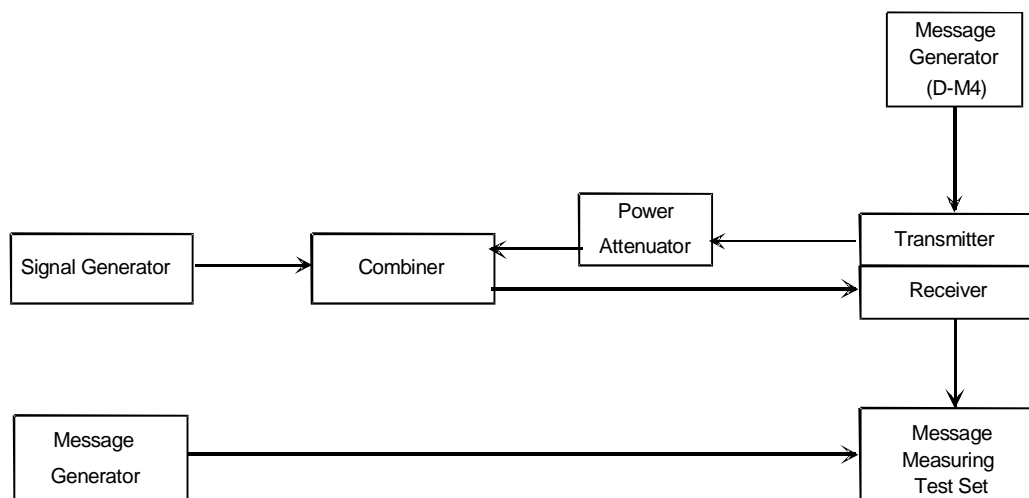 Message
Generator
(D-M4)
Power
Attenuator
Transmitter
Signal Generator
Combiner
Receiver
Message
Generator
Message
Measuring
Test Set